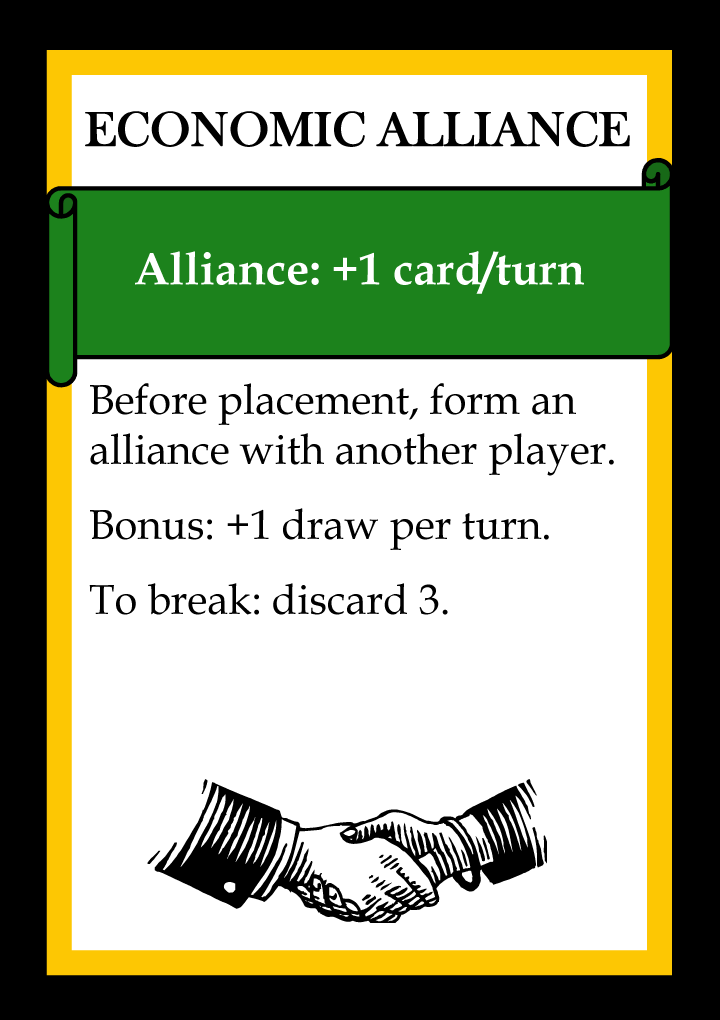 ECONOMIC ALLIANCE
Alliance: +1 card/turn
Before placement, form an
alliance with another player.
Bonus: +1 draw per turn.
To break: discard 3.